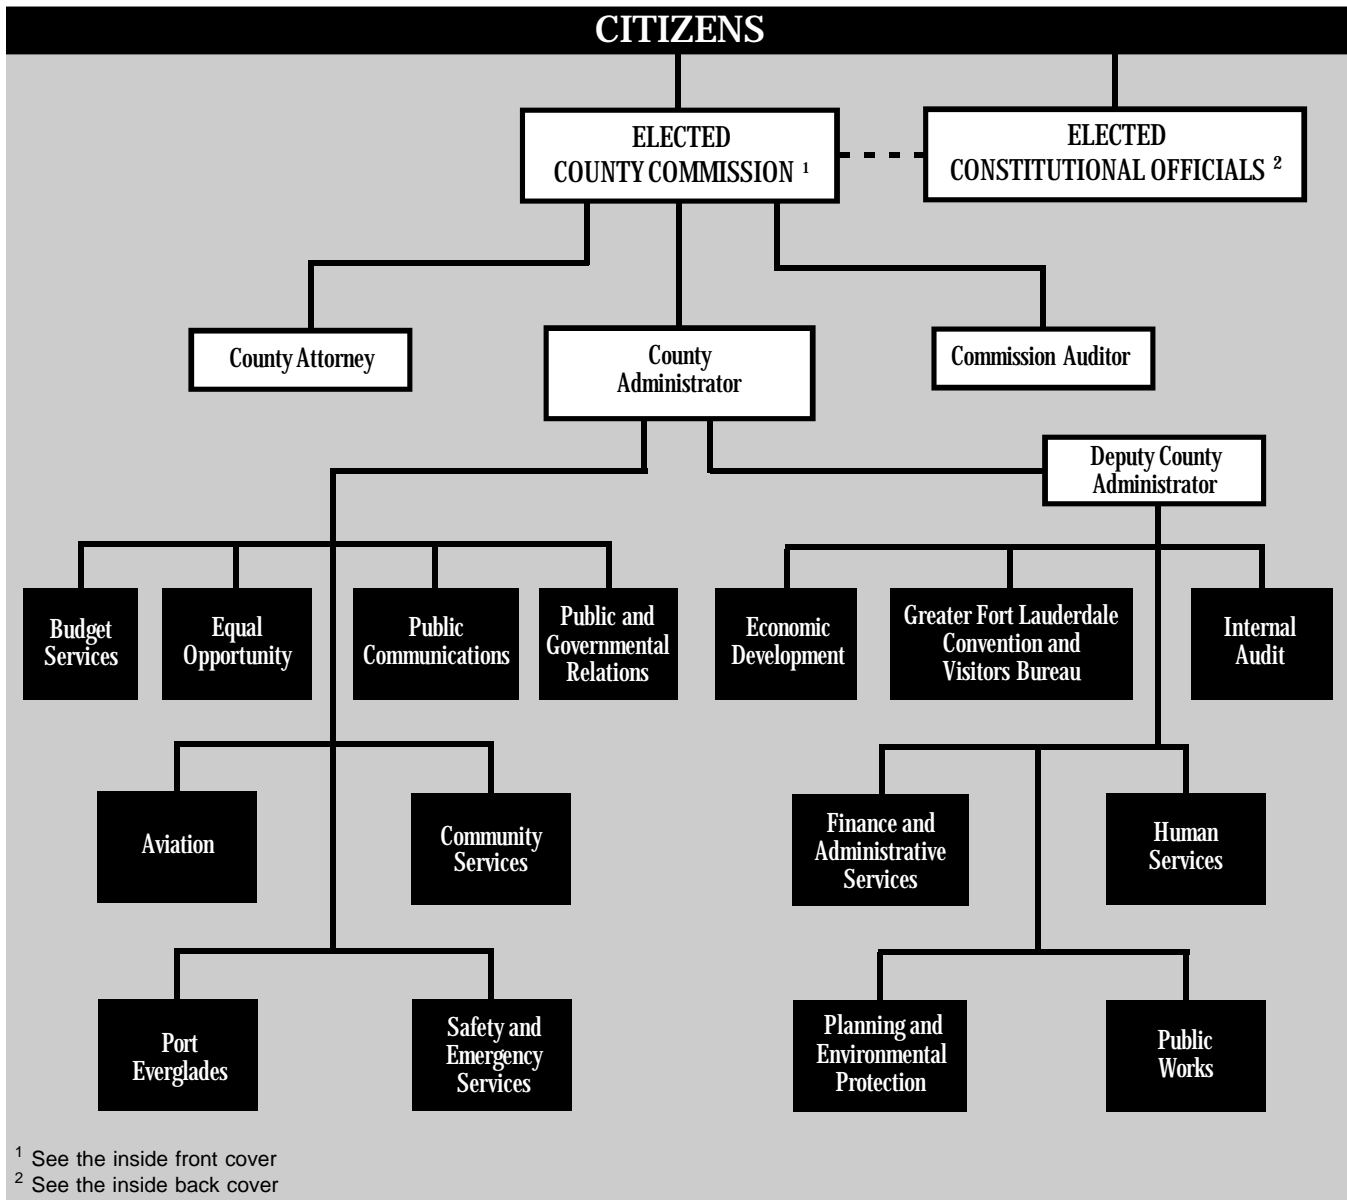 CITIZENS
ELECTED
COUNTY COMMISSION ¹
ELECTED
CONSTITUTIONAL OFFICIALS ²
County Attorney
County
Administrator
Commission Auditor
Deputy County
Administrator
Budget
Services
Equal
Opportunity
Public
Communications
Public and
Governmental
Relations
Economic
Development
Greater Fort Lauderdale
Convention and
Visitors Bureau
Internal
Audit
Aviation
Community
Services
Finance and
Administrative
Services
Human
Services
Port
Everglades
Safety and
Emergency
Services
Planning and
Environmental
Protection
Public
Works
¹ See the inside front cover
² See the inside back cover